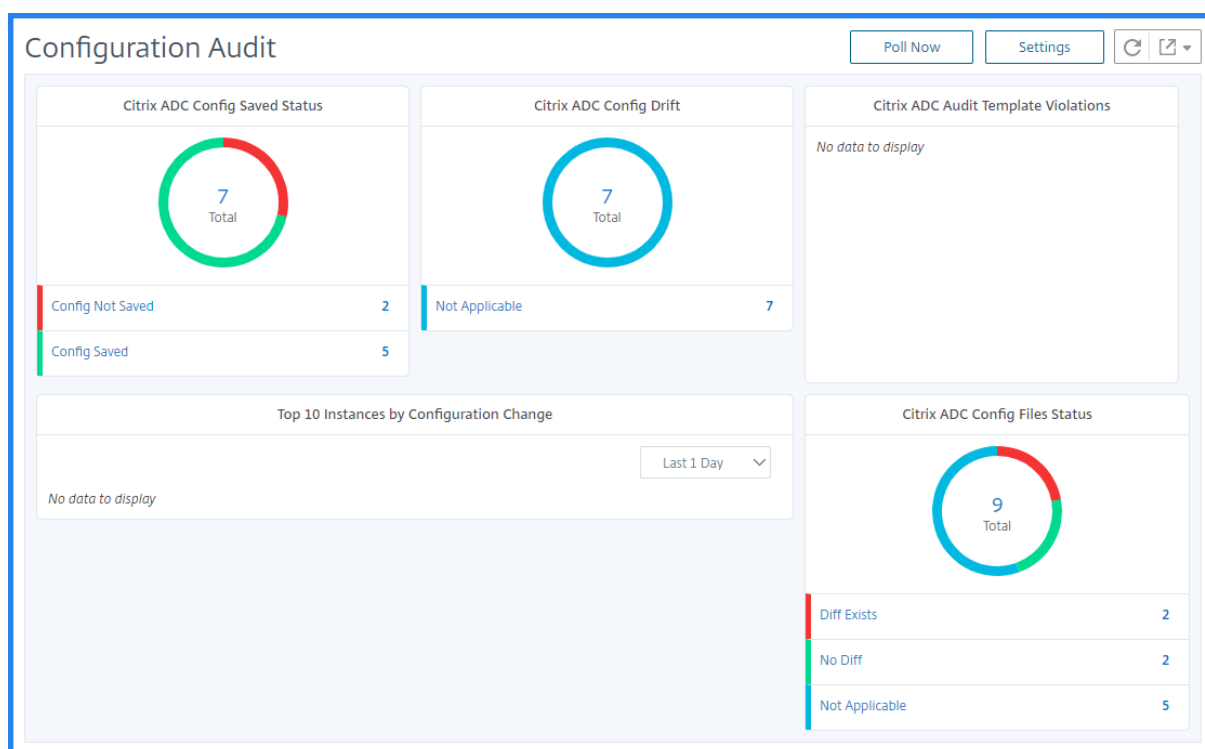 Configuration Audit
Poll Now
Settings
Citrix ADC Config Saved Status
7
Total
Config Not Saved 2
Config Saved 5
Citrix ADC Config Drift
7
Total
Not Applicable 7
Citrix ADC Audit Template Violations
No data to display
Top 10 Instances by Configuration Change
Last 1 Day
No data to display
Citrix ADC Config Files Status
9
Total
Diff Exists 2
No Diff 2
Not Applicable 5